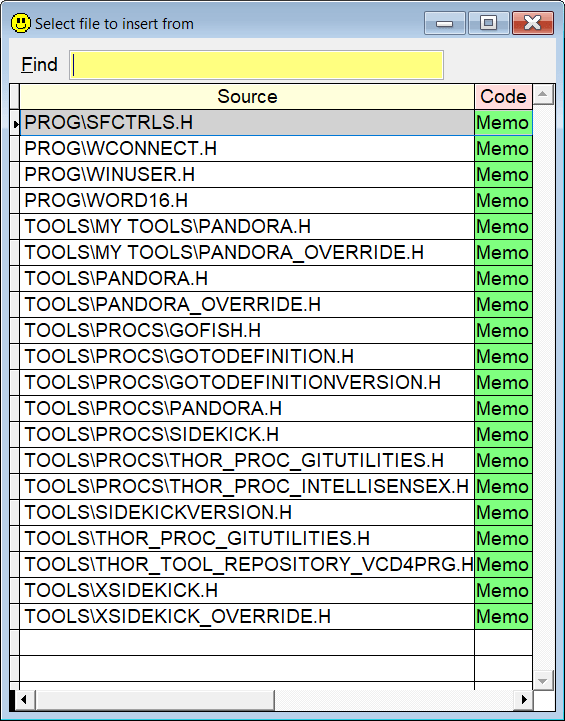 Select file to insert from
Find
Source Code
PROG\SFCTRLS.H Memo
PROG\WCONNECT.H Memo
PROG\WINUSER.H Memo
PROG\WORD16.H Memo
TOOLS\MY TOOLS\PANDORA.H Memo
TOOLS\MY TOOLS\PANDORA_OVERRIDE.H Memo
TOOLS\PANDORA.H Memo
TOOLS\PANDORA_OVERRIDE.H Memo
TOOLS\PROCS\GOFISH.H Memo
TOOLS\PROCS\GOTODEFINITION.H Memo
TOOLS\PROCS\GOTODEFINITIONVERSION.H Memo
TOOLS\PROCS\PANDORA.H Memo
TOOLS\PROCS\SIDEKICK.H Memo
TOOLS\PROCS\THOR_PROC_GITUTILITIES.H Memo
TOOLS\PROCS\THOR_PROC_INTELLISENSEX.H Memo
TOOLS\SIDEKICKVERSION.H Memo
TOOLS\THOR_PROC_GITUTILITIES.H Memo
TOOLS\THOR_TOOL_REPOSITORY_VCD4PRG.H Memo
TOOLS\XSIDEKICK.H Memo
TOOLS\XSIDEKICK_OVERRIDE.H Memo